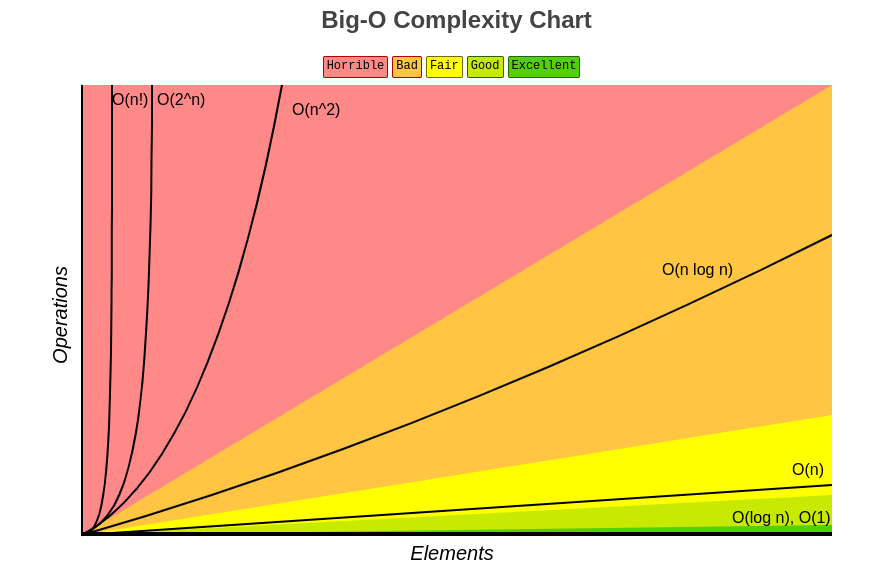 Big-O Complexity Chart
Horrible Bad Fair Good Excellent
O(n!) O(2^n)
O(n^2)
O(n log n)
O(n)
O(log n), O(1)
Operations
Elements